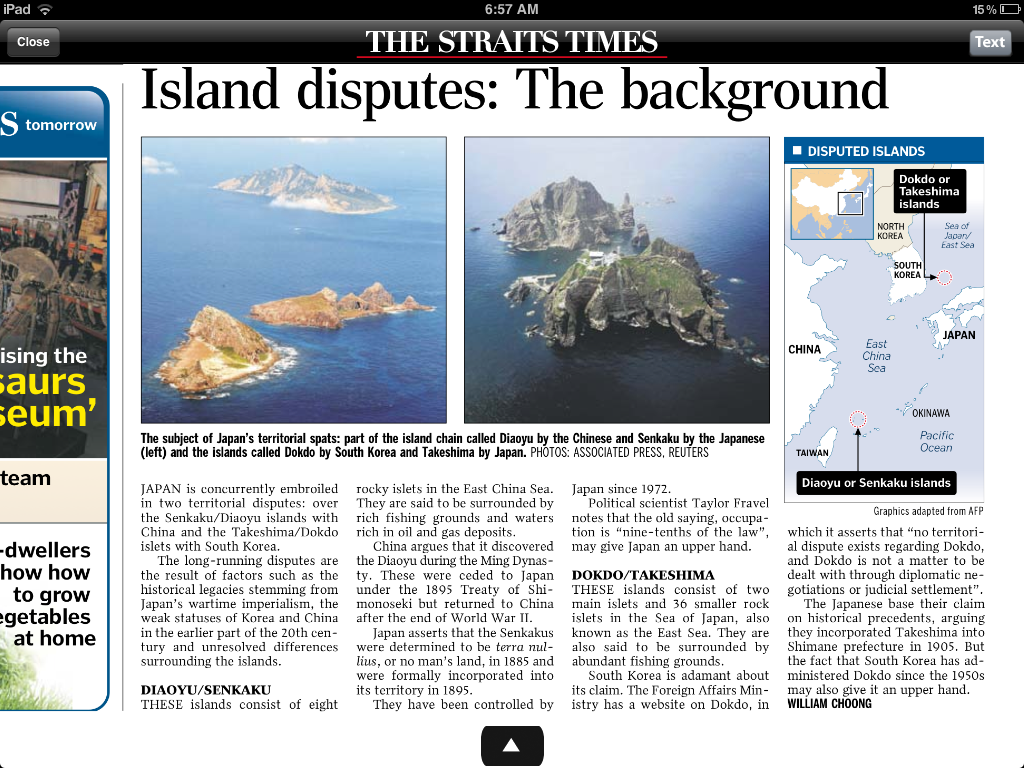 iPad
6:57 AM
15%
Close
THE STRAITS TIMES
Text
Island disputes: The background
S tomorrow
ising the
saurs
seum’
team
-dwellers
how how
to grow
egetables
at home
The subject of Japan’s territorial spats: part of the island chain called Diaoyu by the Chinese and Senkaku by the Japanese
(left) and the islands called Dokdo by South Korea and Takeshima by Japan. PHOTOS: ASSOCIATED PRESS, REUTERS
JAPAN is concurrently embroiled
in two territorial disputes: over
the Senkaku/Diaoyu islands with
China and the Takeshima/Dokdo
islets with South Korea.
The long-running disputes are
the result of factors such as the
historical legacies stemming from
Japan’s wartime imperialism, the
weak statuses of Korea and China
in the earlier part of the 20th cen-
tury and unresolved differences
surrounding the islands.
DIAOYU/SENKAKU
THESE islands consist of eight
rocky islets in the East China Sea.
They are said to be surrounded by
rich fishing grounds and waters
rich in oil and gas deposits.
China argues that it discovered
the Diaoyu during the Ming Dynas-
ty. These were ceded to Japan
under the 1895 Treaty of Shi-
monoseki but returned to China
after the end of World War II.
Japan asserts that the Senkakus
were determined to be terra nul-
lius, or no man’s land, in 1885 and
were formally incorporated into
its territory in 1895.
They have been controlled by
Japan since 1972.
Political scientist Taylor Fravel
notes that the old saying, occupa-
tion is “nine-tenths of the law”,
may give Japan an upper hand.
DOKDO/TAKESHIMA
THESE islands consist of two
main islets and 36 smaller rock
islets in the Sea of Japan, also
known as the East Sea. They are
also said to be surrounded by
abundant fishing grounds.
South Korea is adamant about
its claim. The Foreign Affairs Min-
istry has a website on Dokdo, in
DISPUTED ISLANDS
Dokdo or
Takeshima
islands
NORTH
KOREA
Sea of
Japan/
East Sea
SOUTH
KOREA
JAPAN
CHINA
East
China
Sea
OKINAWA
Pacific
Ocean
TAIWAN
Diaoyu or Senkaku islands
Graphics adapted from AFP
which it asserts that “no territori-
al dispute exists regarding Dokdo,
and Dokdo is not a matter to be
dealt with through diplomatic ne-
gotiations or judicial settlement”.
The Japanese base their claim
on historical precedents, arguing
they incorporated Takeshima into
Shimane prefecture in 1905. But
the fact that South Korea has ad-
ministered Dokdo since the 1950s
may also give it an upper hand.
WILLIAM CHOONG